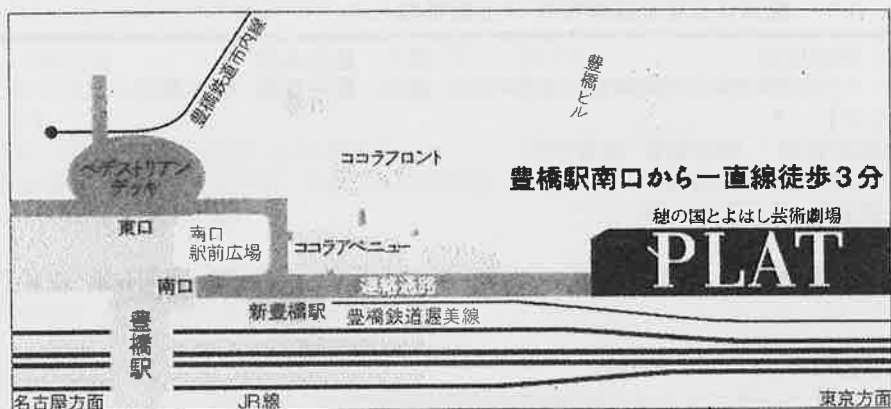 豊橋鉄道市内線
豊橋ビル
ペデストリアン
デッキ
ココラフロント
豊橋駅南口から一直線徒歩3分
穂の国とよはし芸術劇場
PLAT
東口
南口
駅前広場
ココラアベニュー
南口
連絡通路
新豊橋駅
豊橋鉄道渥美線
豊橋駅
名古屋方面
JR線
東京方面